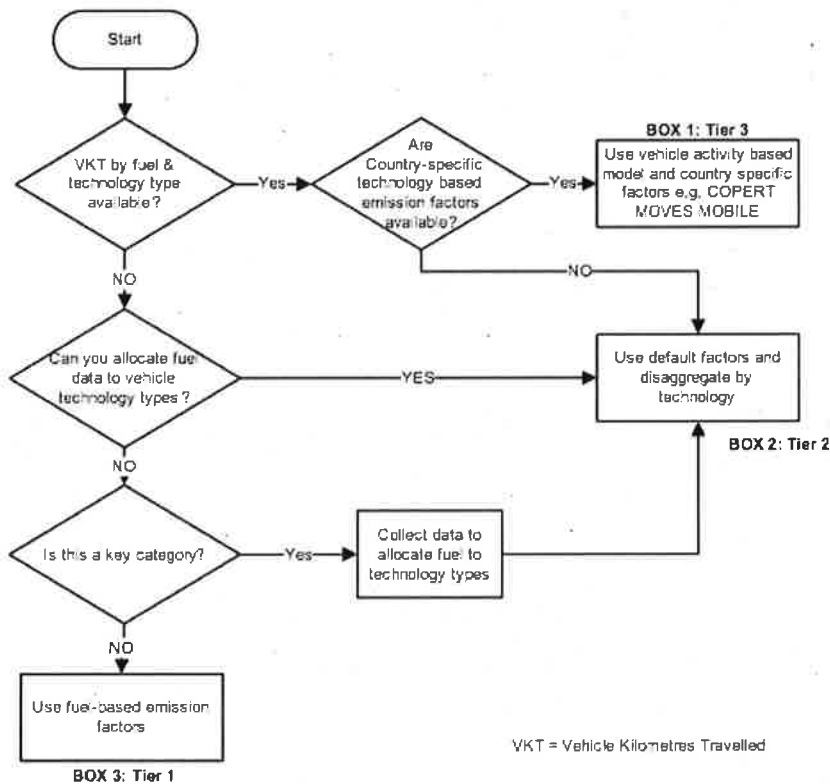 Start
VKT by fuel &
technology type
available?
Yes
Are
Country-specific
technology based
emission factors
available?
Yes
BOX 1: Tier 3
Use vehicle activity based
model and country specific
factors e.g, COPERT
MOVES MOBILE
NO
NO
Can you allocate fuel
data to vehicle
technology types ?
YES
Use default factors and
disaggregate by
technology
BOX 2: Tier 2
NO
Is this a key category?
Yes
Collect data to
allocate fuel to
technology types
NO
Use fuel-based emission
factors
BOX 3: Tier 1
VKT = Vehicle Kilometres Travelled